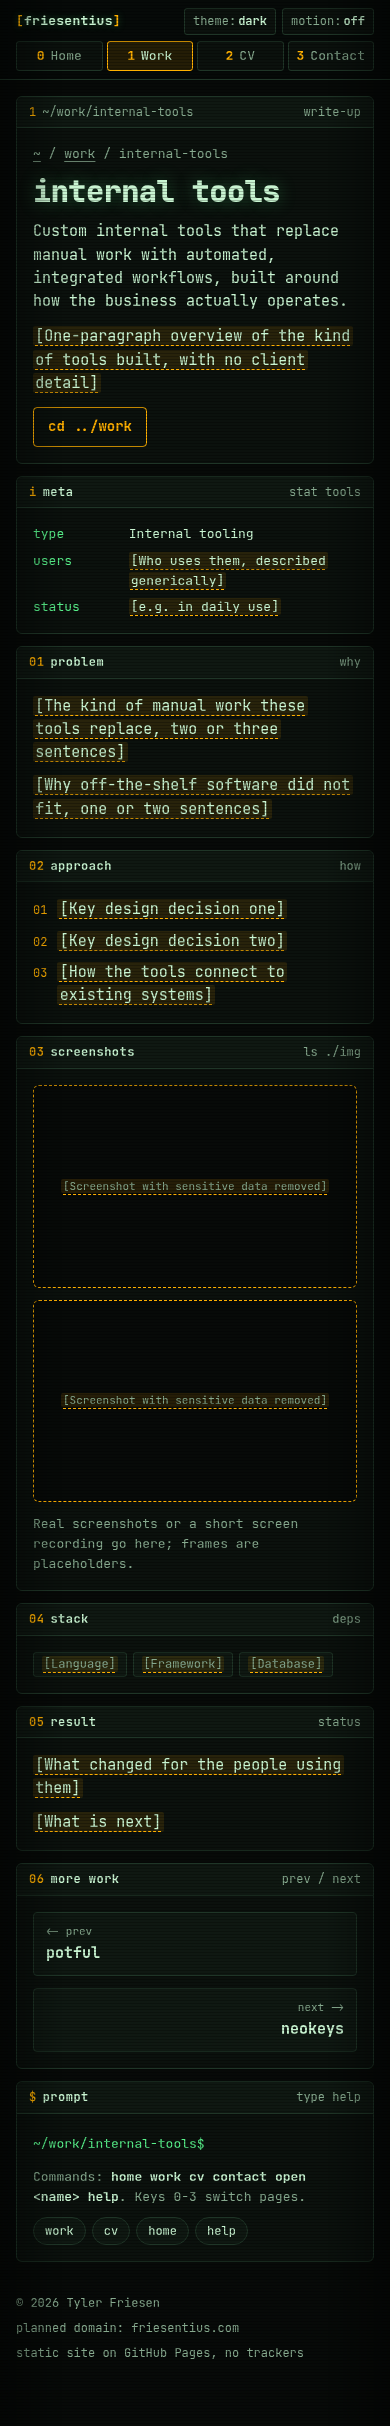 [friesentius]
theme: dark
motion: off
0 Home
1 Work
2 CV
3 Contact
1 ~/work/internal-tools
write-up
~ / work / internal-tools
internal tools
Custom internal tools that replace
manual work with automated,
integrated workflows, built around
how the business actually operates.
[One-paragraph overview of the kind
of tools built, with no client
detail]
cd ../work
i meta
stat tools
type Internal tooling
users [Who uses them, described
generically]
status [e.g. in daily use]
01 problem
why
[The kind of manual work these
tools replace, two or three
sentences]
[Why off-the-shelf software did not
fit, one or two sentences]
02 approach
how
01 [Key design decision one]
02 [Key design decision two]
03 [How the tools connect to
existing systems]
03 screenshots
ls ./img
[Screenshot with sensitive data removed]
[Screenshot with sensitive data removed]
Real screenshots or a short screen
recording go here; frames are
placeholders.
04 stack
deps
[Language] [Framework] [Database]
05 result
status
[What changed for the people using
them]
[What is next]
06 more work
prev / next
← prev
potful
next →
neokeys
$ prompt
type help
~/work/internal-tools$
Commands: home work cv contact open
<name> help. Keys 0-3 switch pages.
work cv home help
© 2026 Tyler Friesen
planned domain: friesentius.com
static site on GitHub Pages, no trackers